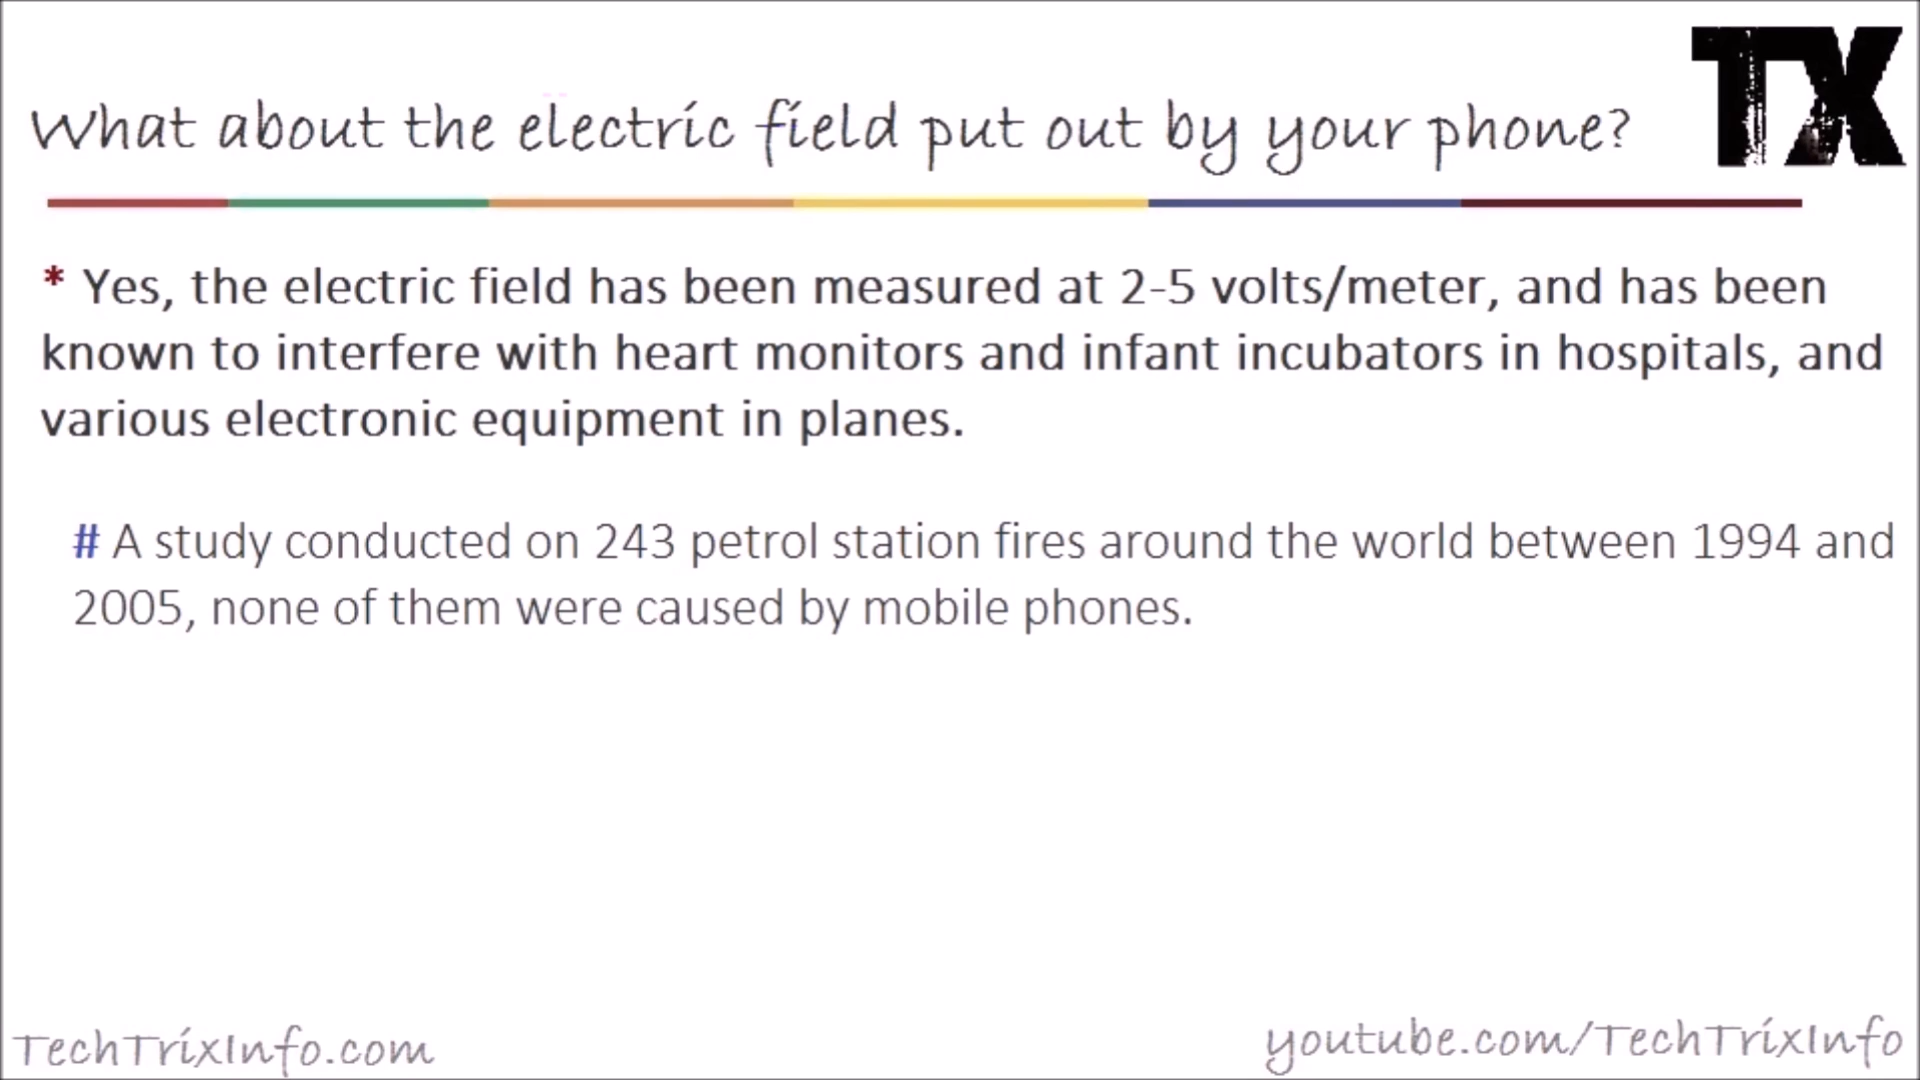 TX
What about the electric field put out by your phone?
* Yes, the electric field has been measured at 2-5 volts/meter, and has been
known to interfere with heart monitors and infant incubators in hospitals, and
various electronic equipment in planes.
# A study conducted on 243 petrol station fires around the world between 1994 and
2005, none of them were caused by mobile phones.
TechTrixInfo.com
youtube.com/TechTrixInfo